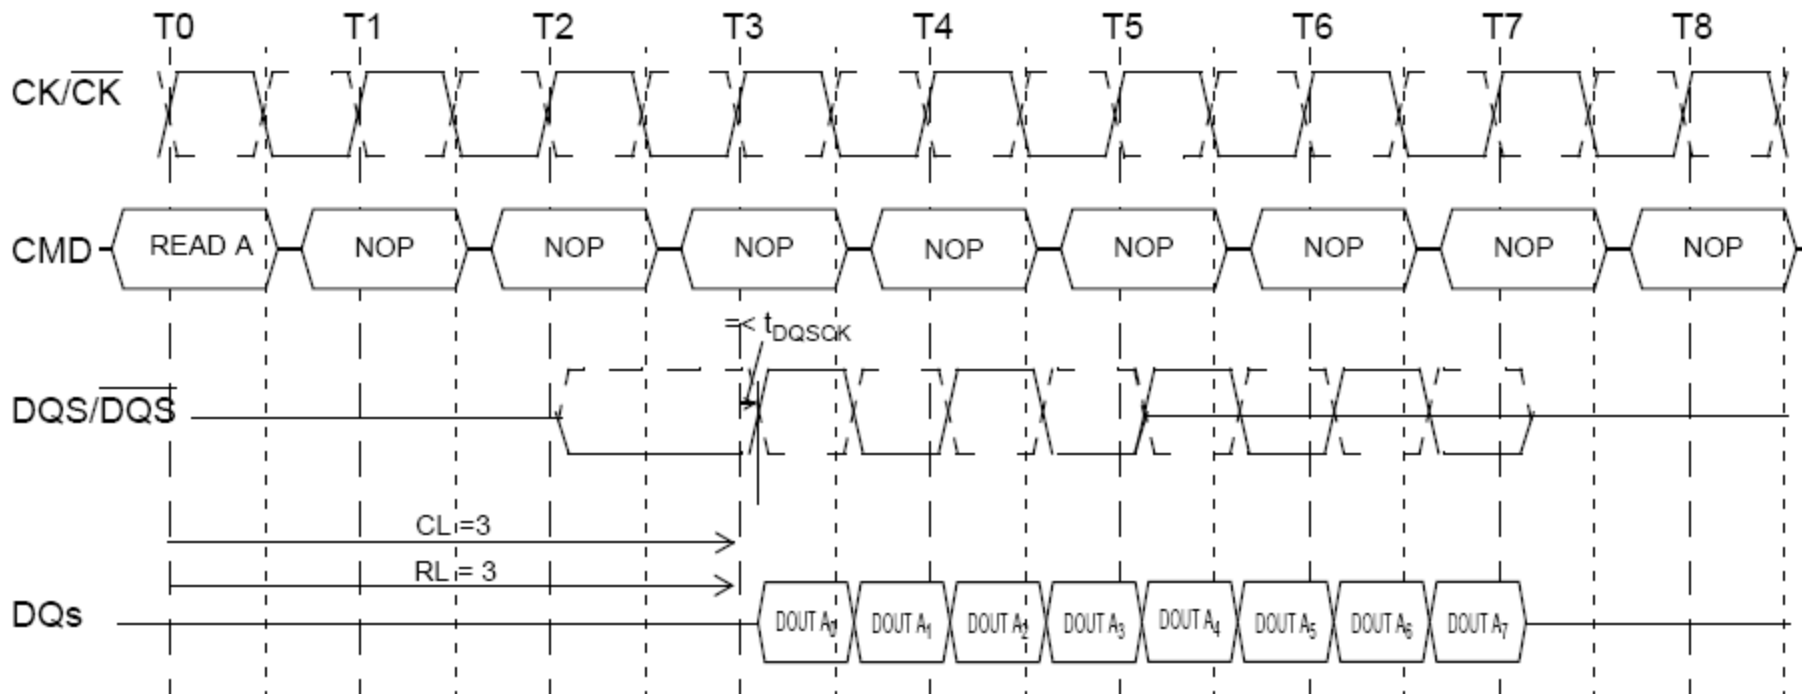 T0 T1 T2 T3 T4 T5 T6 T7 T8
CK/CK
CMD READ A NOP NOP NOP NOP NOP NOP NOP NOP
=< tDQSCK
DQS/DQS
CL =3
RL = 3
DQs DOUT A0 DOUT A1 DOUT A2 DOUT A3 DOUT A4 DOUT A5 DOUT A6 DOUT A7